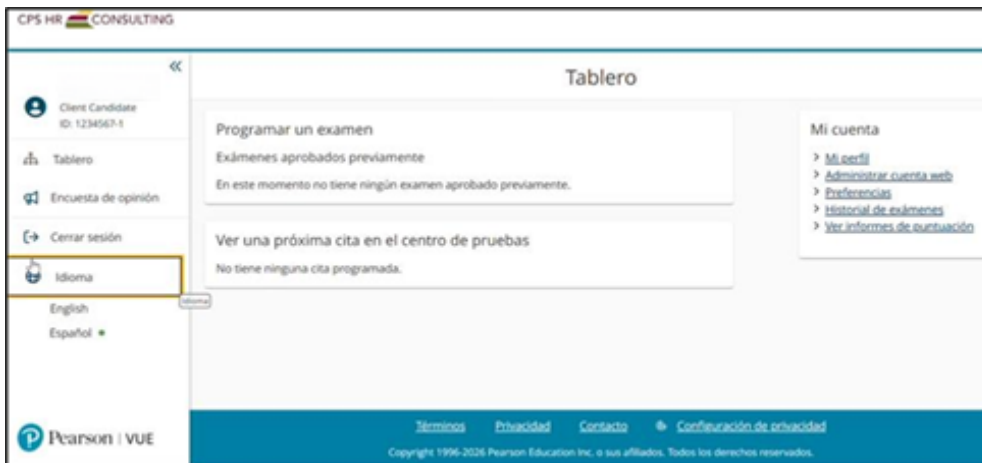 CPS HR CONSULTING
Client Candidate
ID: 1234567-1
Tablero
Encuesta de opinión
Cerrar sesión
Idioma
Idioma
English
Español
Pearson | VUE
Tablero
Programar un examen
Exámenes aprobados previamente
En este momento no tiene ningún examen aprobado previamente.
Ver una próxima cita en el centro de pruebas
No tiene ninguna cita programada.
Mi cuenta
Mi perfil
Administrar cuenta web
Preferencias
Historial de exámenes
Ver informes de puntuación
Términos Privacidad Contacto Configuración de privacidad
Copyright 1996-2026 Pearson Education Inc. o sus afiliados. Todos los derechos reservados.